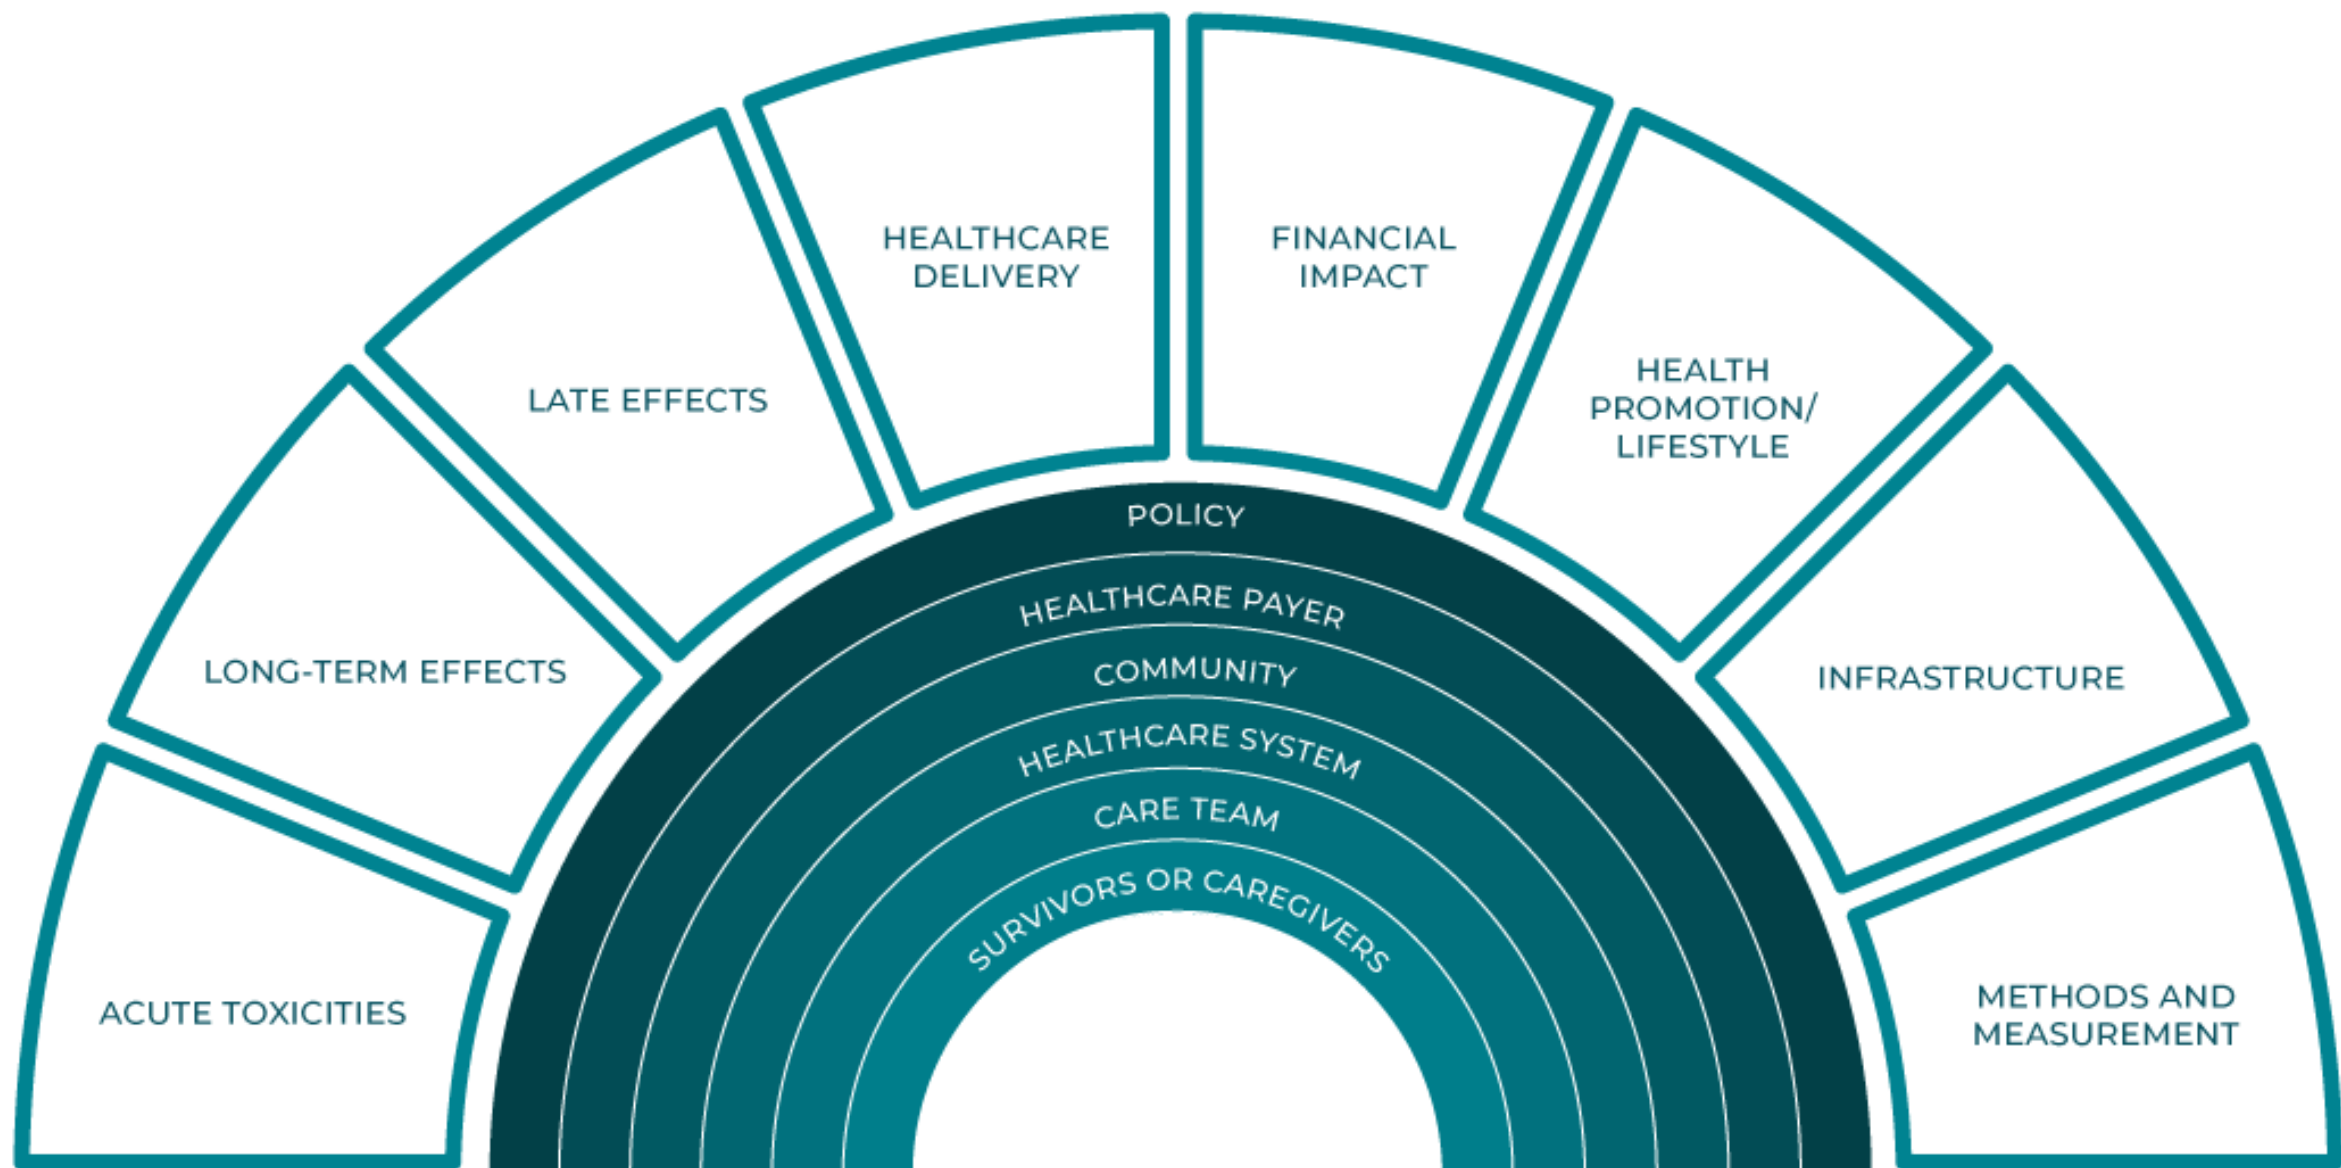 HEALTHCARE
DELIVERY
FINANCIAL
IMPACT
HEALTH
PROMOTION/
LIFESTYLE
LATE EFFECTS
LONG-TERM EFFECTS
INFRASTRUCTURE
ACUTE TOXICITIES
METHODS AND
MEASUREMENT
POLICY
HEALTHCARE PAYER
COMMUNITY
HEALTHCARE SYSTEM
CARE TEAM
SURVIVORS OR CAREGIVERS